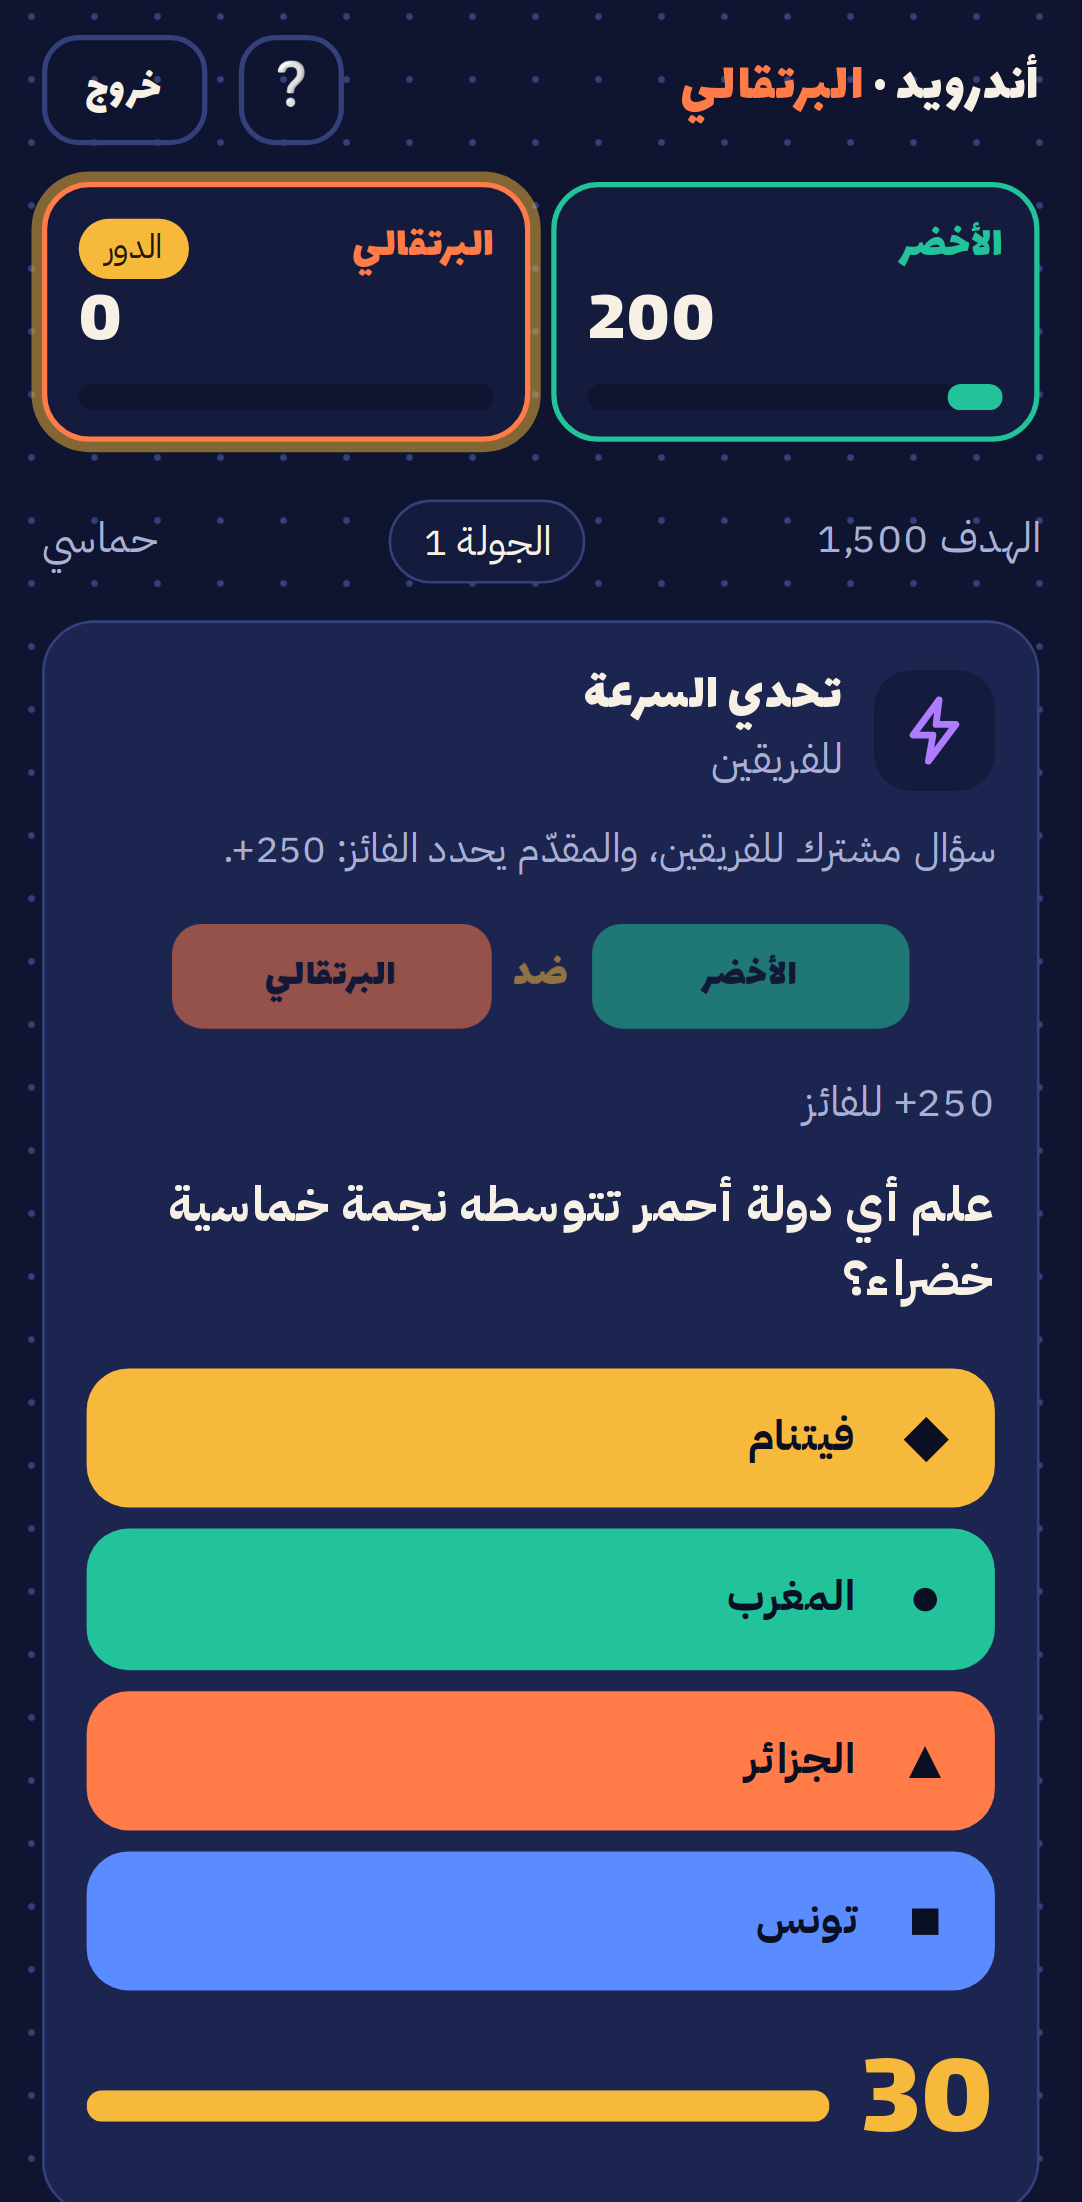 أندرويد · البرتقالي
?
خروج
الأخضر
200
البرتقالي
الدور
0
الهدف 1,500
الجولة 1
حماسي
تحدي السرعة
للفريقين
سؤال مشترك للفريقين، والمقدّم يحدد الفائز: 250+.
الأخضر
ضد
البرتقالي
250+ للفائز
علم أي دولة أحمر تتوسطه نجمة خماسية
خضراء؟
◆ فيتنام
● المغرب
▲ الجزائر
■ تونس
30